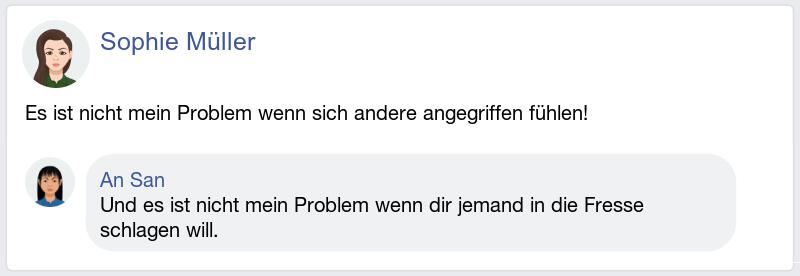 Sophie Müller
Es ist nicht mein Problem wenn sich andere angegriffen fühlen!
An San
Und es ist nicht mein Problem wenn dir jemand in die Fresse
schlagen will.